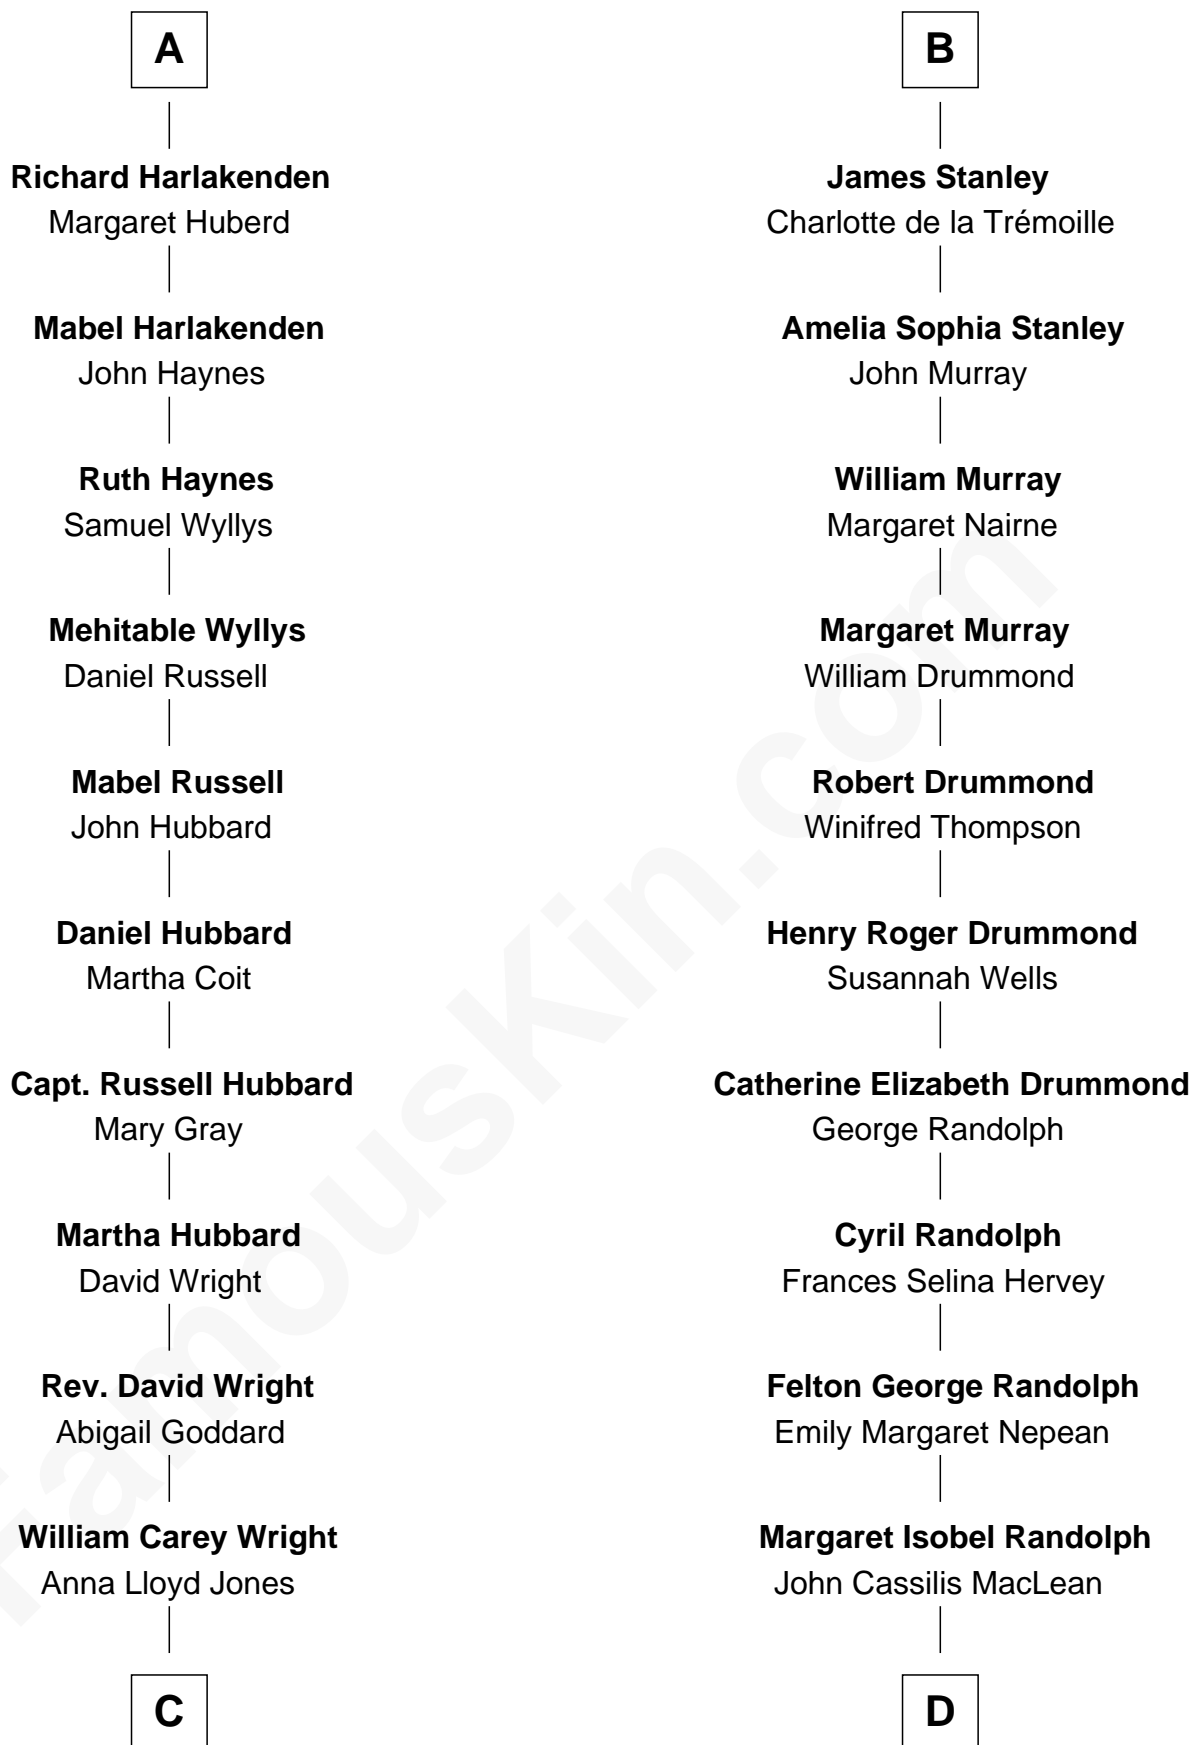 A
Richard Harlakenden
Margaret Huberd
Mabel Harlakenden
John Haynes
Ruth Haynes
Samuel Wyllys
Mehitable Wyllys
Daniel Russell
Mabel Russell
John Hubbard
Daniel Hubbard
Martha Coit
Capt. Russell Hubbard
Mary Gray
Martha Hubbard
David Wright
Rev. David Wright
Abigail Goddard
William Carey Wright
Anna Lloyd Jones
C
B
James Stanley
Charlotte de la Trémoille
Amelia Sophia Stanley
John Murray
William Murray
Margaret Nairne
Margaret Murray
William Drummond
Robert Drummond
Winifred Thompson
Henry Roger Drummond
Susannah Wells
Catherine Elizabeth Drummond
George Randolph
Cyril Randolph
Frances Selina Hervey
Felton George Randolph
Emily Margaret Nepean
Margaret Isobel Randolph
John Cassilis MacLean
D
FamousKin.com